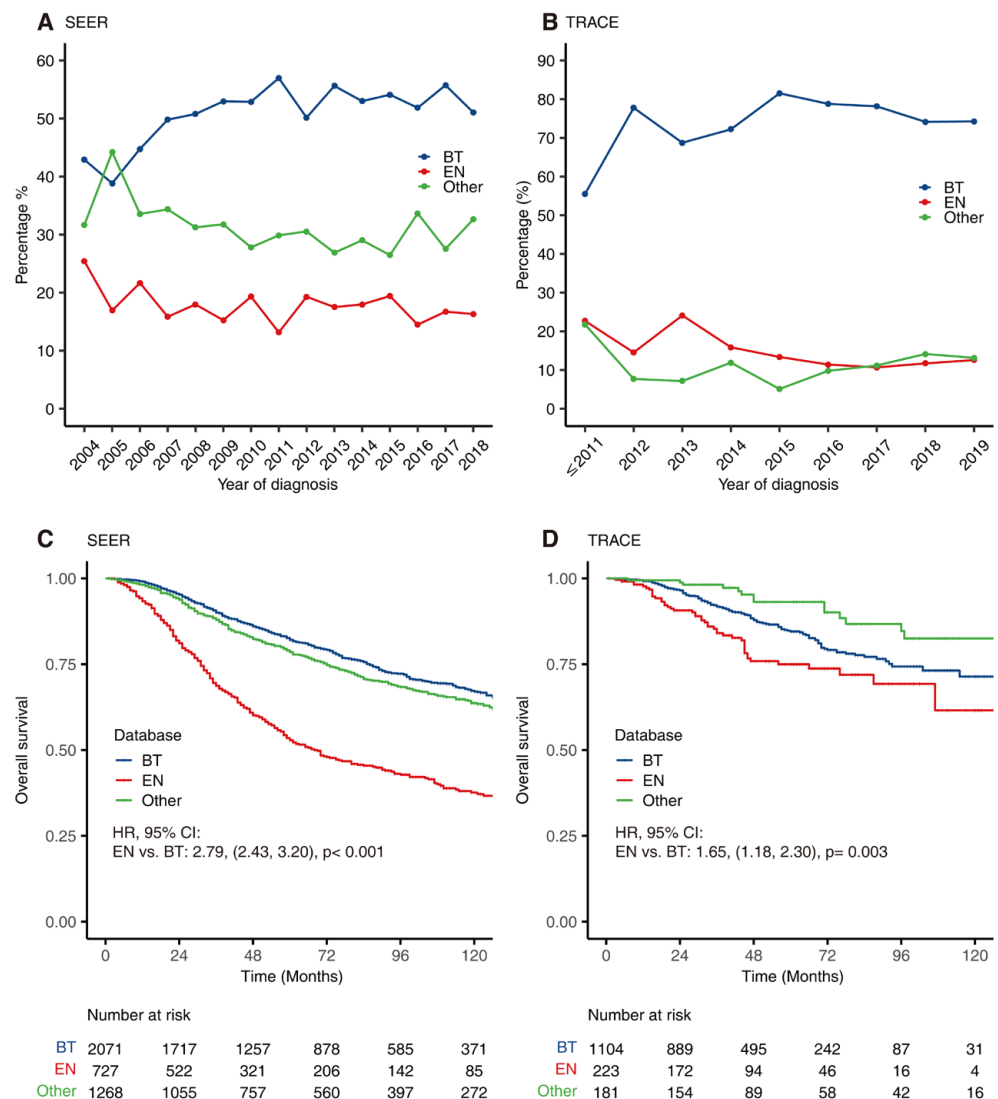 A SEER
60
50
40
30
20
10
0
Percentage %
BT
EN
Other
2004 2005 2006 2007 2008 2009 2010 2011 2012 2013 2014 2015 2016 2017 2018
Year of diagnosis
B TRACE
90
80
70
60
50
40
30
20
10
0
Percentage (%)
BT
EN
Other
≤2011 2012 2013 2014 2015 2016 2017 2018 2019
Year of diagnosis
C SEER
1.00
0.75
0.50
0.25
0.00
Overall survival
Database
BT
EN
Other
HR, 95% CI:
EN vs. BT: 2.79, (2.43, 3.20), p< 0.001
0 24 48 72 96 120
Time (Months)
Number at risk
BT 2071 1717 1257 878 585 371
EN 727 522 321 206 142 85
Other 1268 1055 757 560 397 272
D TRACE
1.00
0.75
0.50
0.25
0.00
Overall survival
Database
BT
EN
Other
HR, 95% CI:
EN vs. BT: 1.65, (1.18, 2.30), p= 0.003
0 24 48 72 96 120
Time (Months)
Number at risk
BT 1104 889 495 242 87 31
EN 223 172 94 46 16 4
Other 181 154 89 58 42 16